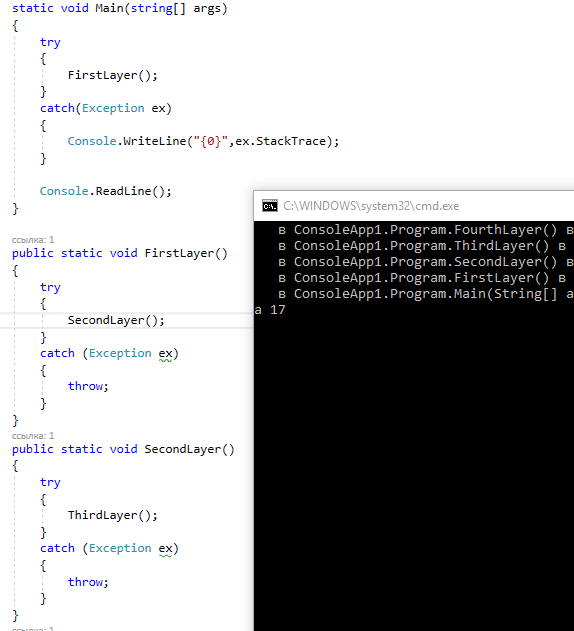 static void Main(string[] args)
{
try
{
FirstLayer();
}
catch(Exception ex)
{
Console.WriteLine("{0}",ex.StackTrace);
}
Console.ReadLine();
}
ссылка: 1
public static void FirstLayer()
{
try
{
SecondLayer();
}
catch (Exception ex)
{
throw;
}
}
ссылка: 1
public static void SecondLayer()
{
try
{
ThirdLayer();
}
catch (Exception ex)
{
throw;
}
}
ссылка: 1
C:\WINDOWS\system32\cmd.exe
в ConsoleApp1.Program.FourthLayer() в
в ConsoleApp1.Program.ThirdLayer() в
в ConsoleApp1.Program.SecondLayer() в
в ConsoleApp1.Program.FirstLayer() в
в ConsoleApp1.Program.Main(String[] a
а 17